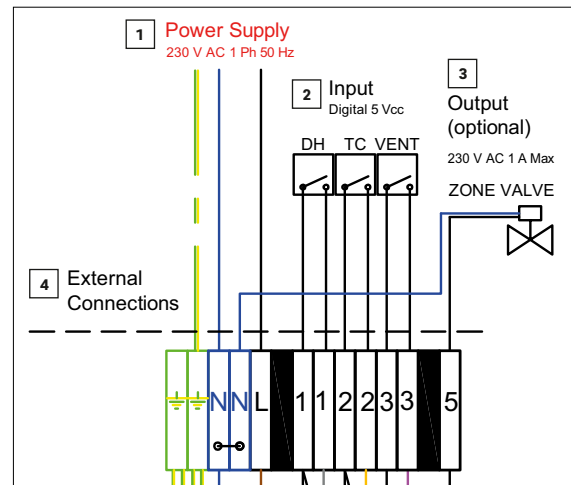 1
Power Supply
230 V AC 1 Ph 50 Hz
2
Input
Digital 5 Vcc
DH
TC
VENT
3
Output
(optional)
230 V AC 1 A Max
ZONE VALVE
4
External
Connections
N
N
L
1
1
2
2
3
3
5